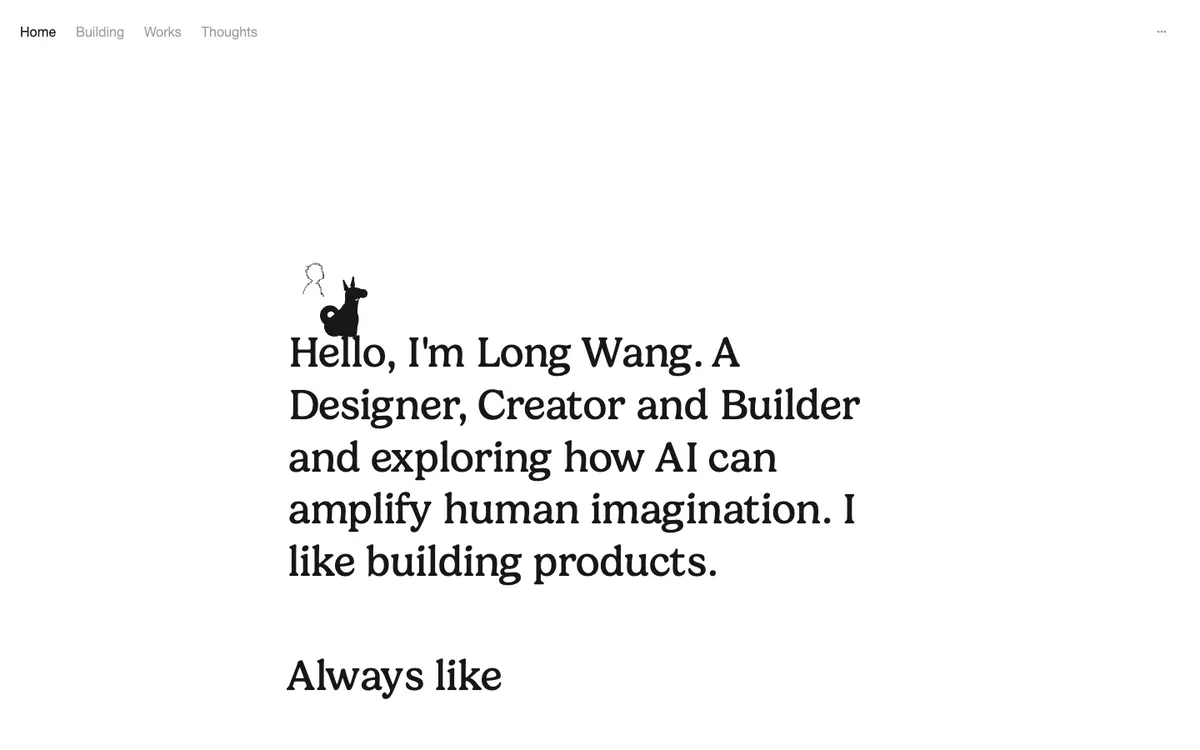 Home Building Works Thoughts ...
Hello, I'm Long Wang. A
Designer, Creator and Builder
and exploring how AI can
amplify human imagination. I
like building products.
Always like